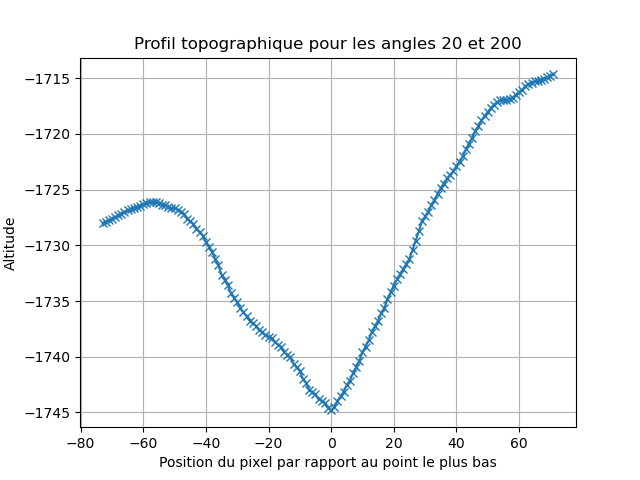 Profil topographique pour les angles 20 et 200
−1715
−1720
−1725
−1730
−1735
−1740
−1745
Altitude
−80 −60 −40 −20 0 20 40 60
Position du pixel par rapport au point le plus bas